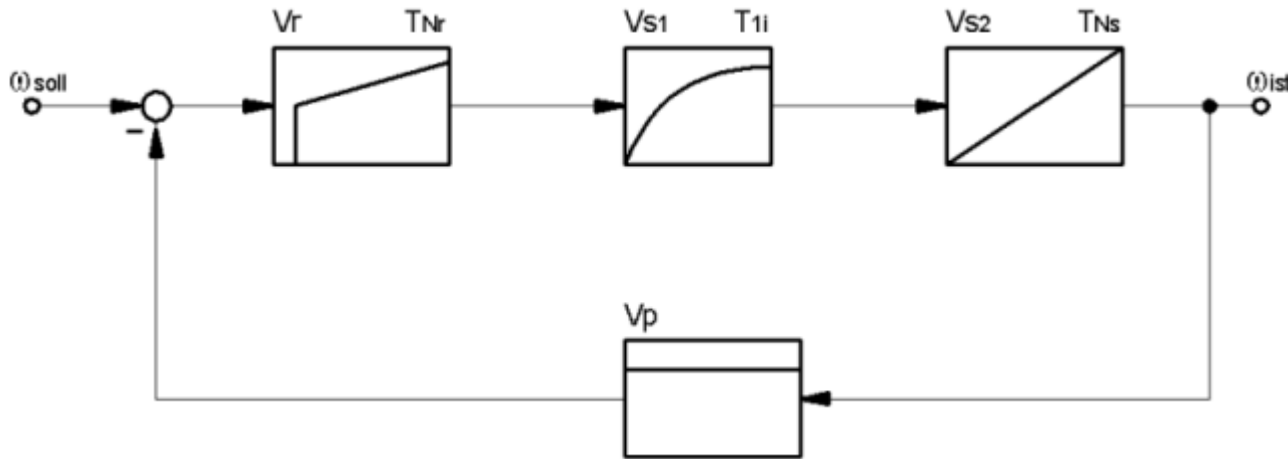 Vr TNr VS1 T1i VS2 TNs
ωsoll ωist
−
Vp